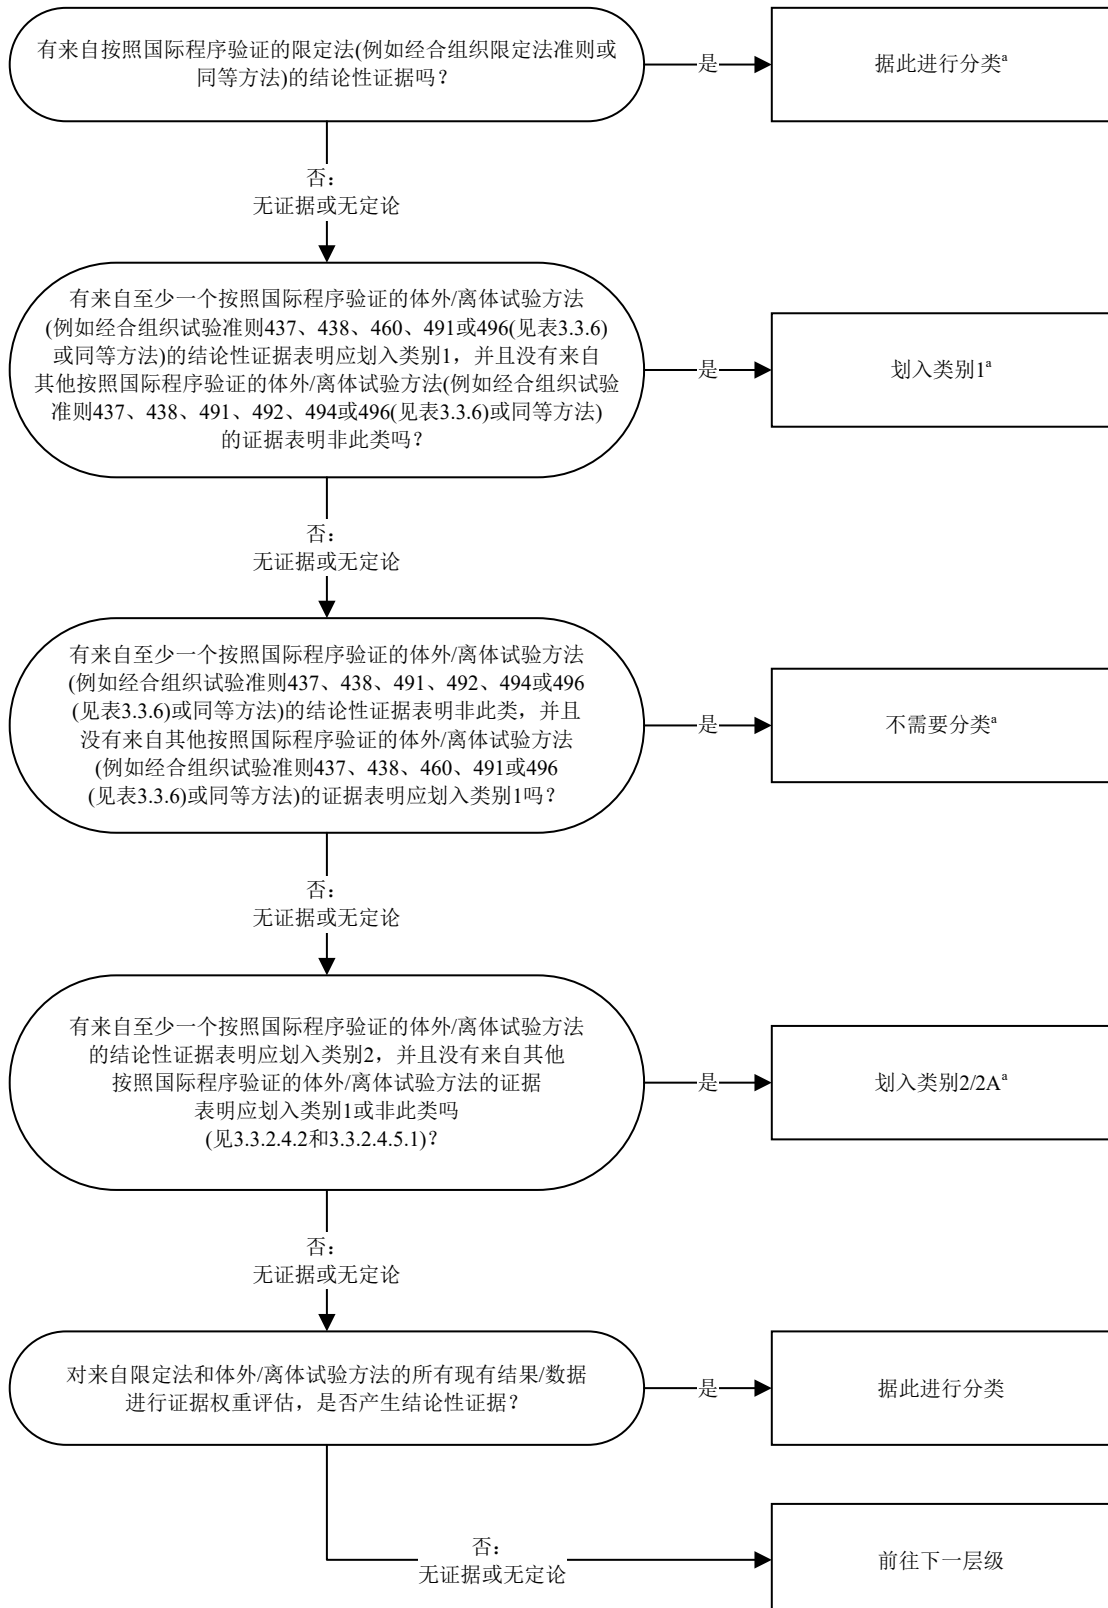 有来自按照国际程序验证的限定法(例如经合组织限定法准则或
同等方法)的结论性证据吗？
是
据此进行分类ᵃ
否：
无证据或无定论
有来自至少一个按照国际程序验证的体外/离体试验方法
(例如经合组织试验准则437、438、460、491或496(见表3.3.6)
或同等方法)的结论性证据表明应划入类别1，并且没有来自
其他按照国际程序验证的体外/离体试验方法(例如经合组织试验
准则437、438、491、492、494或496(见表3.3.6)或同等方法)
的证据表明非此类吗？
是
划入类别1ᵃ
否：
无证据或无定论
有来自至少一个按照国际程序验证的体外/离体试验方法
(例如经合组织试验准则437、438、491、492、494或496
(见表3.3.6)或同等方法)的结论性证据表明非此类，并且
没有来自其他按照国际程序验证的体外/离体试验方法
(例如经合组织试验准则437、438、460、491或496
(见表3.3.6)或同等方法)的证据表明应划入类别1吗？
是
不需要分类ᵃ
否：
无证据或无定论
有来自至少一个按照国际程序验证的体外/离体试验方法
的结论性证据表明应划入类别2，并且没有来自其他
按照国际程序验证的体外/离体试验方法的证据
表明应划入类别1或非此类吗
(见3.3.2.4.2和3.3.2.4.5.1)？
是
划入类别2/2Aᵃ
否：
无证据或无定论
对来自限定法和体外/离体试验方法的所有现有结果/数据
进行证据权重评估，是否产生结论性证据？
是
据此进行分类
否：
无证据或无定论
前往下一层级